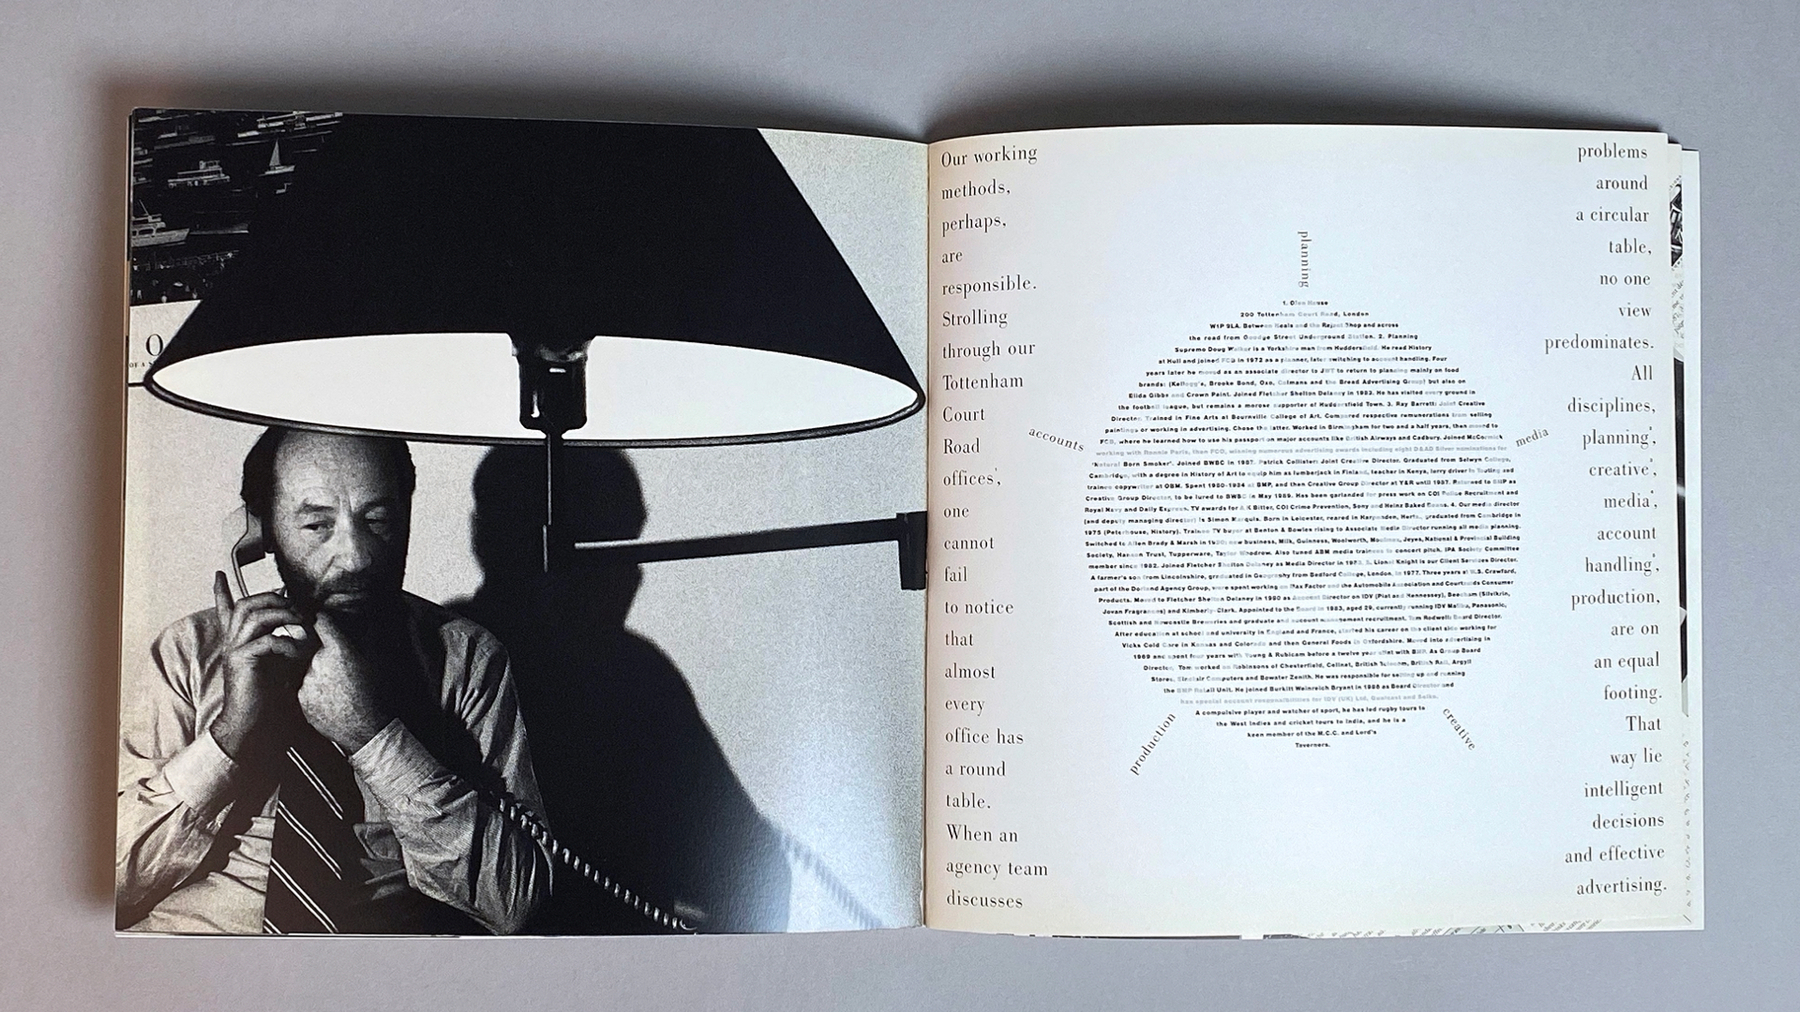 O
Our working
methods,
perhaps,
are
responsible.
Strolling
through our
Tottenham
Court
Road
offices¹,
one
cannot
fail
to notice
that
almost
every
office has
a round
table.
When an
agency team
discusses
planning
accounts
media
production
creative
1. Glen House
200 Tottenham Court Road, London
W1P 9LA. Between Heals and the Reject Shop and across
the road from Goodge Street Underground Station. 2. Planning
Supremo Doug Walker is a Yorkshire man from Huddersfield. He read History
at Hull and joined FCB in 1972 as a planner, later switching to account handling. Four
years later he moved as an associate director to JWT to return to planning mainly on food
brands: (Kellogg's, Brooke Bond, Oxo, Colmans and the Bread Advertising Group) but also on
Elida Gibbs and Crown Paint. Joined Fletcher Shelton Delaney in 1983. He has visited every ground in
the football league, but remains a morose supporter of Huddersfield Town. 3. Ray Barrett: Joint Creative
Director. Trained in Fine Arts at Bournville College of Art. Compared respective remunerations from selling
paintings or working in advertising. Chose the latter. Worked in Birmingham for two and a half years, then moved to
FCO, where he learned how to use his passport on major accounts like British Airways and Cadbury. Joined McCormick
working with Ronnie Paris, then FCO, winning numerous advertising awards including eight D&AD Silver nominations for
'Natural Born Smoker'. Joined BWBC in 1987. Patrick Collister: Joint Creative Director. Graduated from Selwyn College,
Cambridge, with a degree in History of Art to equip him as lumberjack in Finland, teacher in Kenya, lorry driver in Tooting and
trainee copywriter at OBM. Spent 1980-1984 at BMP, and then Creative Group Director at Y&R until 1987. Returned to BMP as
Creative Group Director, to be lured to BWBC in May 1989. Has been garlanded for press work on COI Police Recruitment and
Royal Navy and Daily Express. TV awards for A K Bitter, COI Crime Prevention, Sony and Heinz Baked Beans. 4. Our media director
(and deputy managing director) is Simon Marquis. Born in Leicester, reared in Harpenden, Herts., graduated from Cambridge in
1975 (Peterhouse, History). Trainee TV buyer at Benton & Bowles rising to Associate Media Director running all media planning.
Switched to Allen Brady & Marsh in new business, Milk, Guinness, Woolworth, Jeyes, National & Provincial Building
Society, Hanson Trust, Tupperware, Taylor Woodrow. Also tuned ABM media trainees to concert pitch. IPA Society Committee
member since 1982. Joined Fletcher Shelton Delaney as Media Director in 5. Lionel Knight is our Client Services Director.
A farmer's son from Lincolnshire, graduated in Geography from Bedford College, London, in 1977. Three years at Crawford,
part of the Dorland Agency Group, were spent working on Max Factor and the Automobile Association and Courtaulds Consumer
Products. Moved to Fletcher Shelton Delaney in 1980 as Account Director on IDV (Piat and Hennessey), Beecham (Silvikrin,
Jovan Fragrances) and Kimberly-Clark. Appointed to the Board in 1983, aged 29, currently running IDV Panasonic,
Scottish and Newcastle Breweries and graduate and account management recruitment. Tom Rodwell: Board Director.
After education at school and university in England and France, started his career on the client side working for
Vicks Cold Care in Kansas and Colorado and then General Foods in Oxfordshire. Moved into advertising in
1969 and spent four years with Young & Rubicam before a twelve year with BMP. As Group Board
Director, Tom worked on Robinsons of Chesterfield, Cellnet, British Telecom, British Rail, Argyll
Stores, Sinclair Computers and Bowater Zenith. He was responsible for setting up and running
the BMP Retail Unit. He joined Burkitt Weinreich Bryant in 1986 as Board Director and
has special account responsibilities for IDV (UK) Ltd, and Seiko.
A compulsive player and watcher of sport, he has led rugby tours to
the West Indies and cricket tours to India, and he is a
keen member of the M.C.C. and Lord's
Taverners.
problems
around
a circular
table,
no one
view
predominates.
All
disciplines,
planning²,
creative³,
media⁴,
account
handling⁵,
production,
are on
an equal
footing.
That
way lie
intelligent
decisions
and effective
advertising.